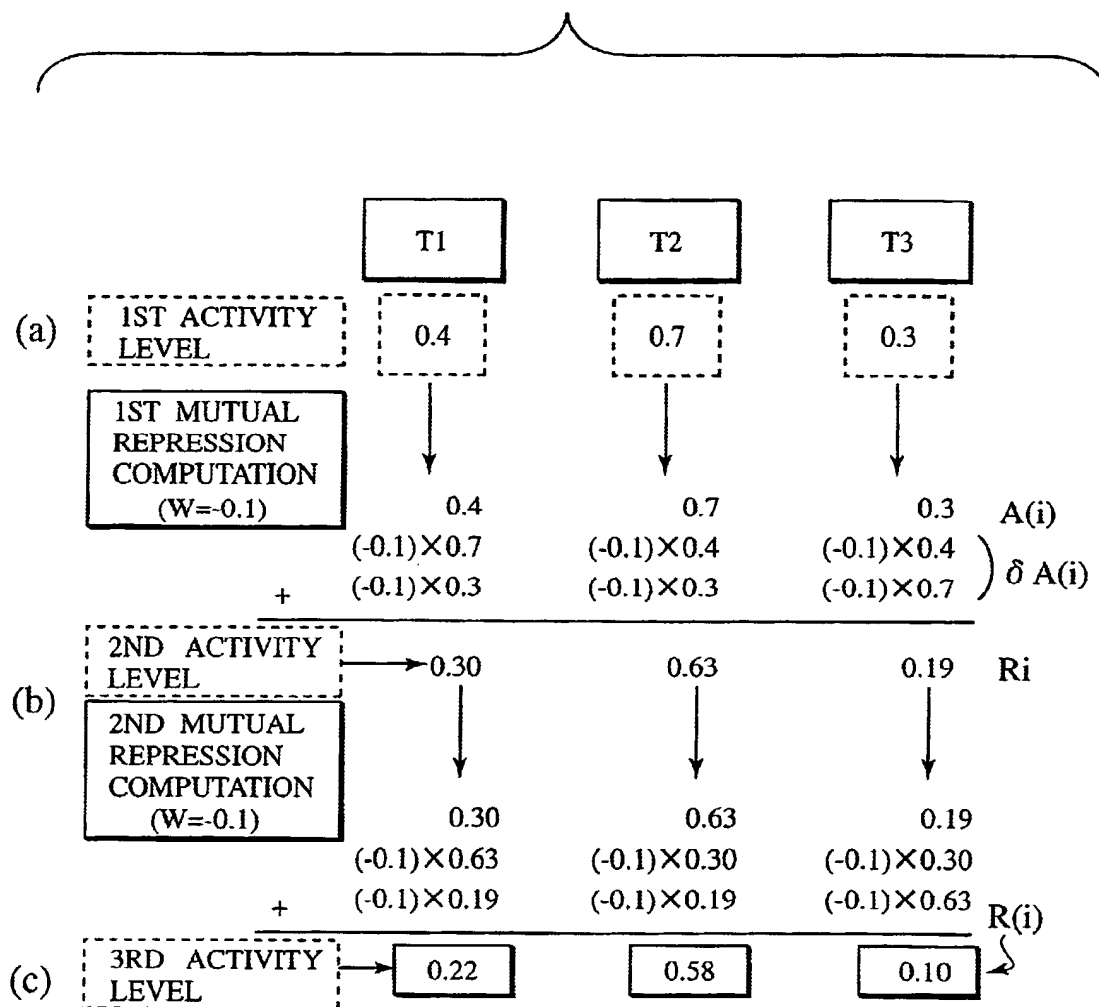 T1 T2 T3
(a) 1ST ACTIVITY LEVEL 0.4 0.7 0.3
1ST MUTUAL
REPRESSION
COMPUTATION
(W=-0.1)
0.4 0.7 0.3 A(i)
(-0.1)×0.7 (-0.1)×0.4 (-0.1)×0.4
(-0.1)×0.3 (-0.1)×0.3 (-0.1)×0.7 ) δ A(i)
+
(b)
2ND ACTIVITY
LEVEL
0.30 0.63 0.19 Ri
2ND MUTUAL
REPRESSION
COMPUTATION
(W=-0.1)
0.30 0.63 0.19
(-0.1)×0.63 (-0.1)×0.30 (-0.1)×0.30
(-0.1)×0.19 (-0.1)×0.19 (-0.1)×0.63
+
R(i)
(c)
3RD ACTIVITY
LEVEL
0.22 0.58 0.10